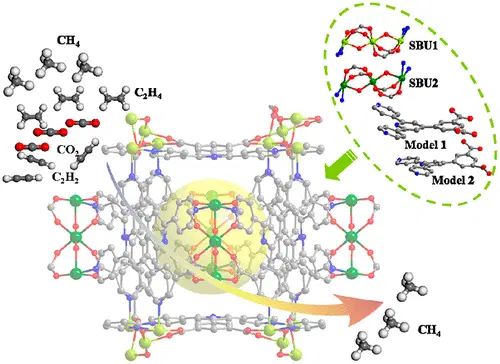 CH₄
C₂H₄
CO₂
C₂H₂
SBU1
SBU2
Model 1
Model 2
CH₄